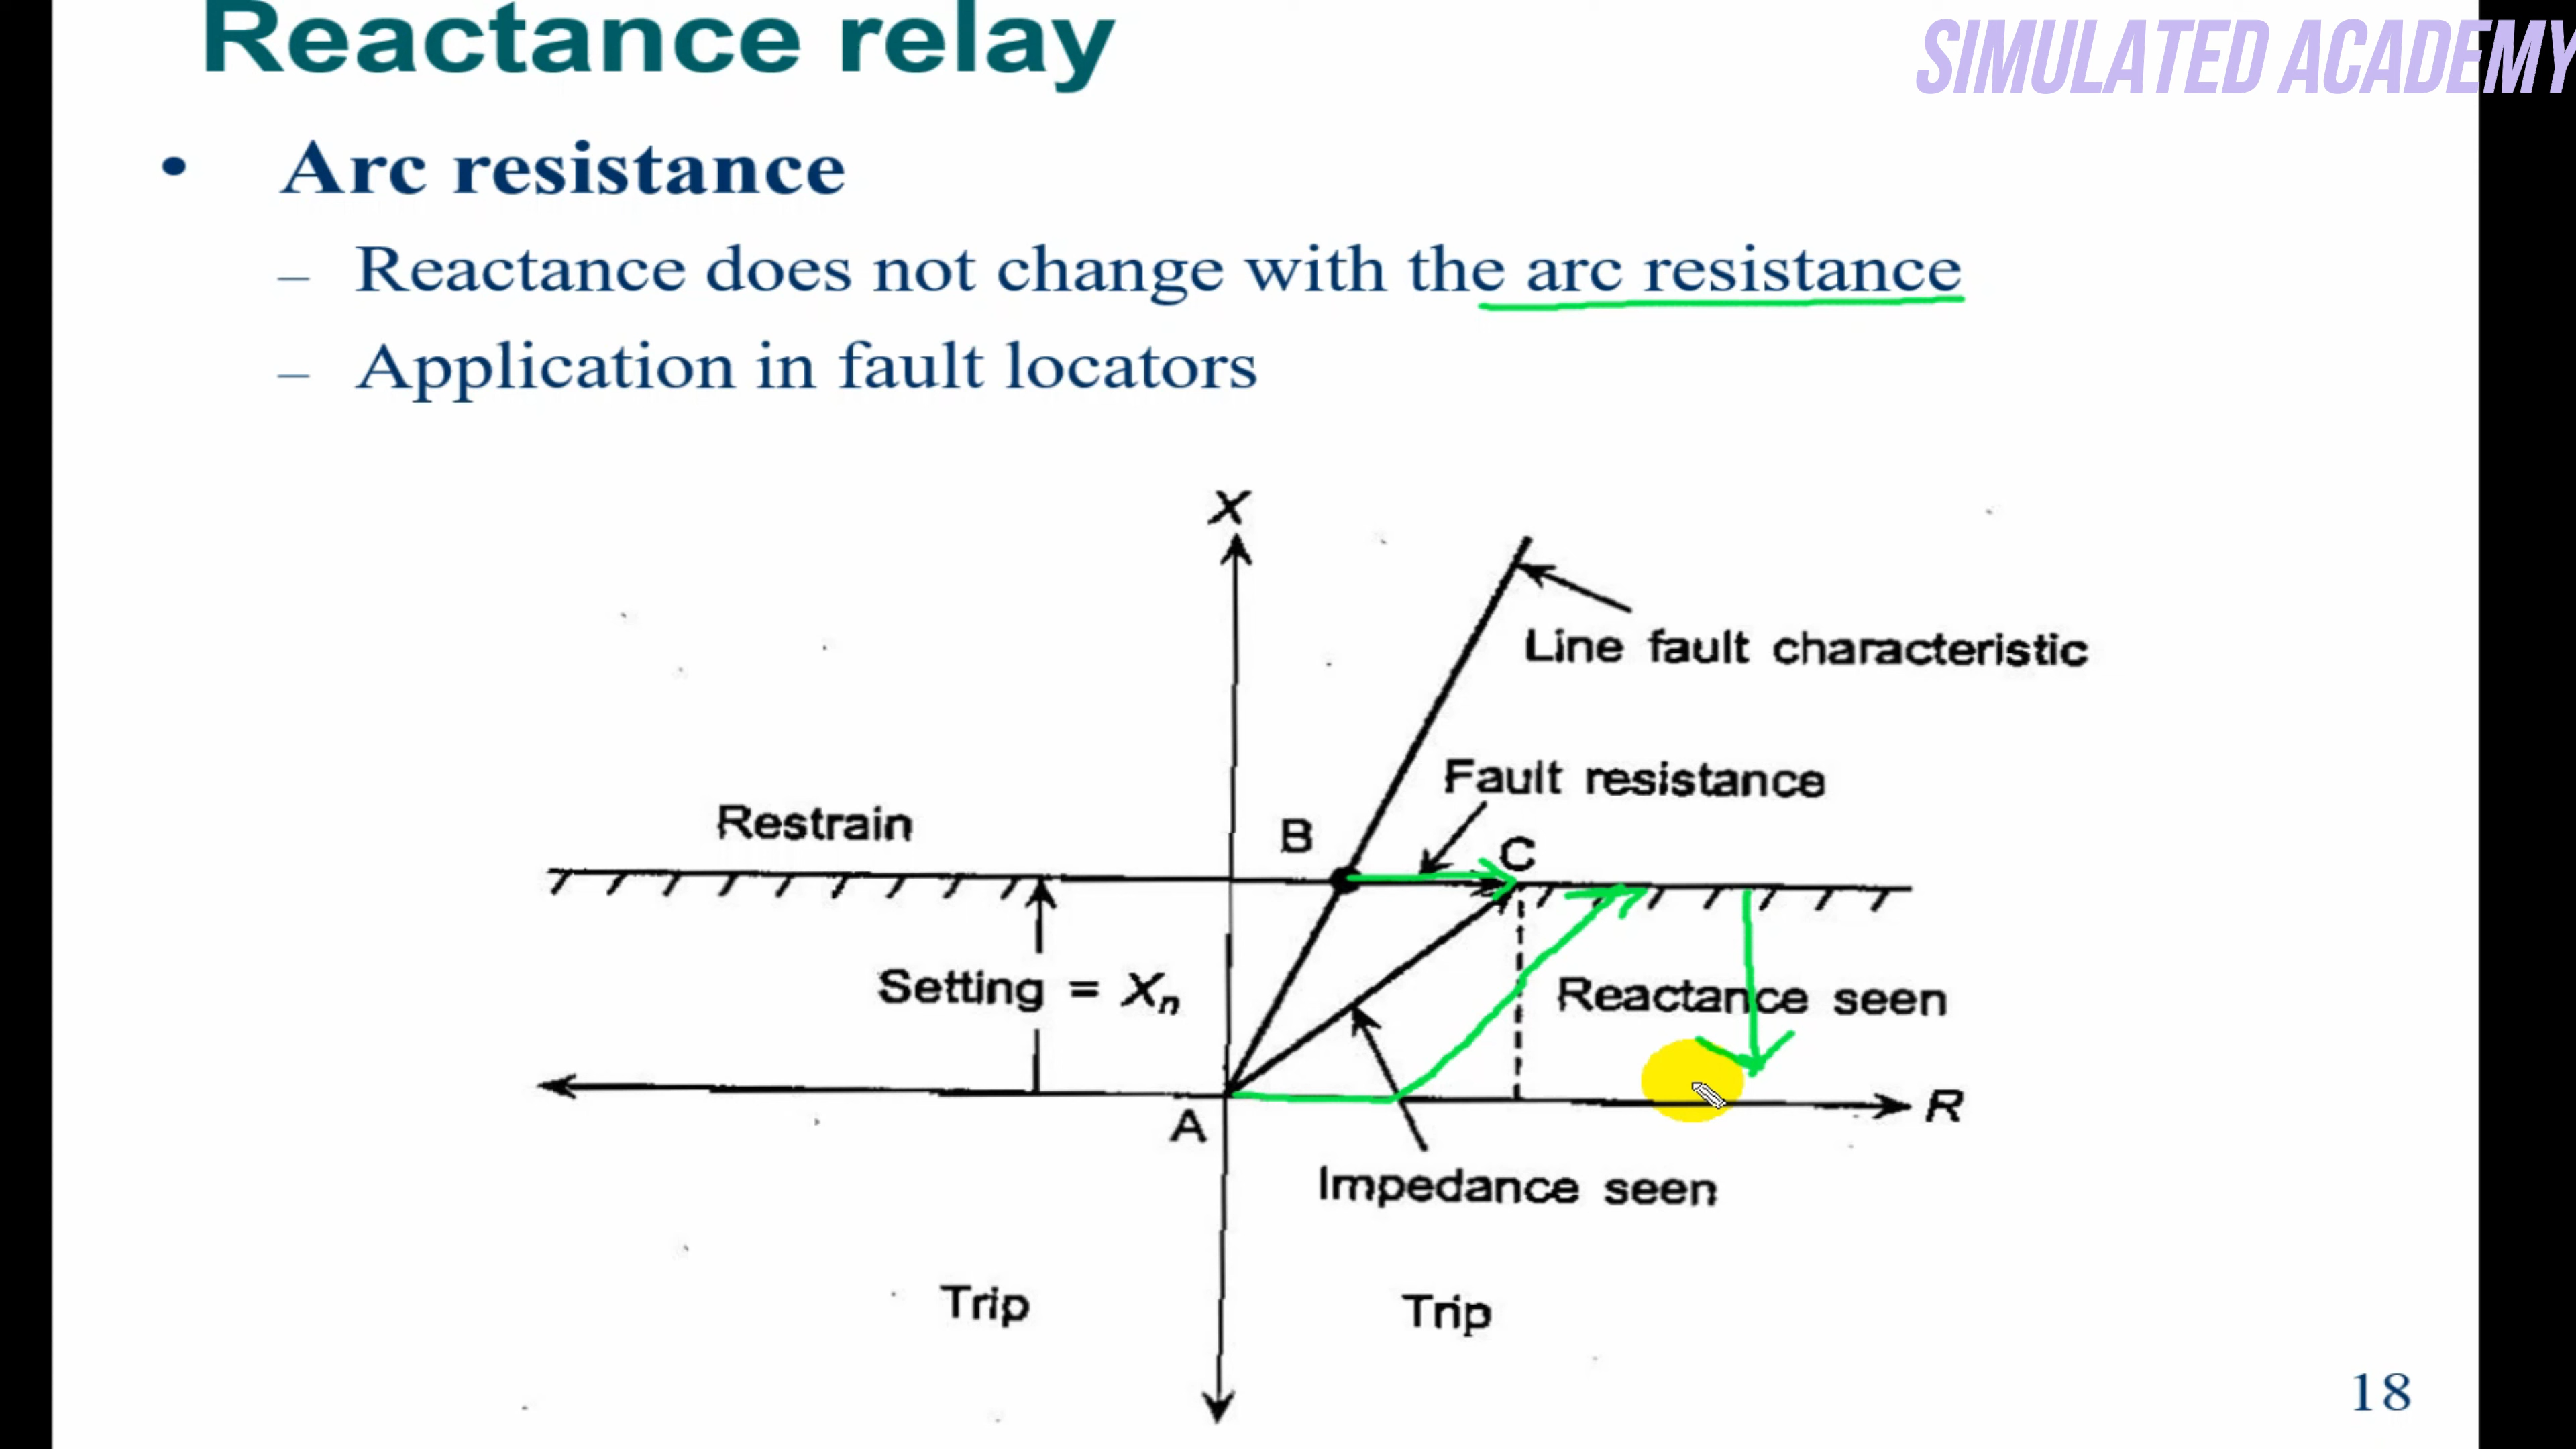 Reactance relay
SIMULATED ACADEMY
• Arc resistance
– Reactance does not change with the arc resistance
– Application in fault locators
X
Line fault characteristic
Fault resistance
Restrain
B
C
Setting = Xn
Reactance seen
A
R
Impedance seen
Trip
Trip
18